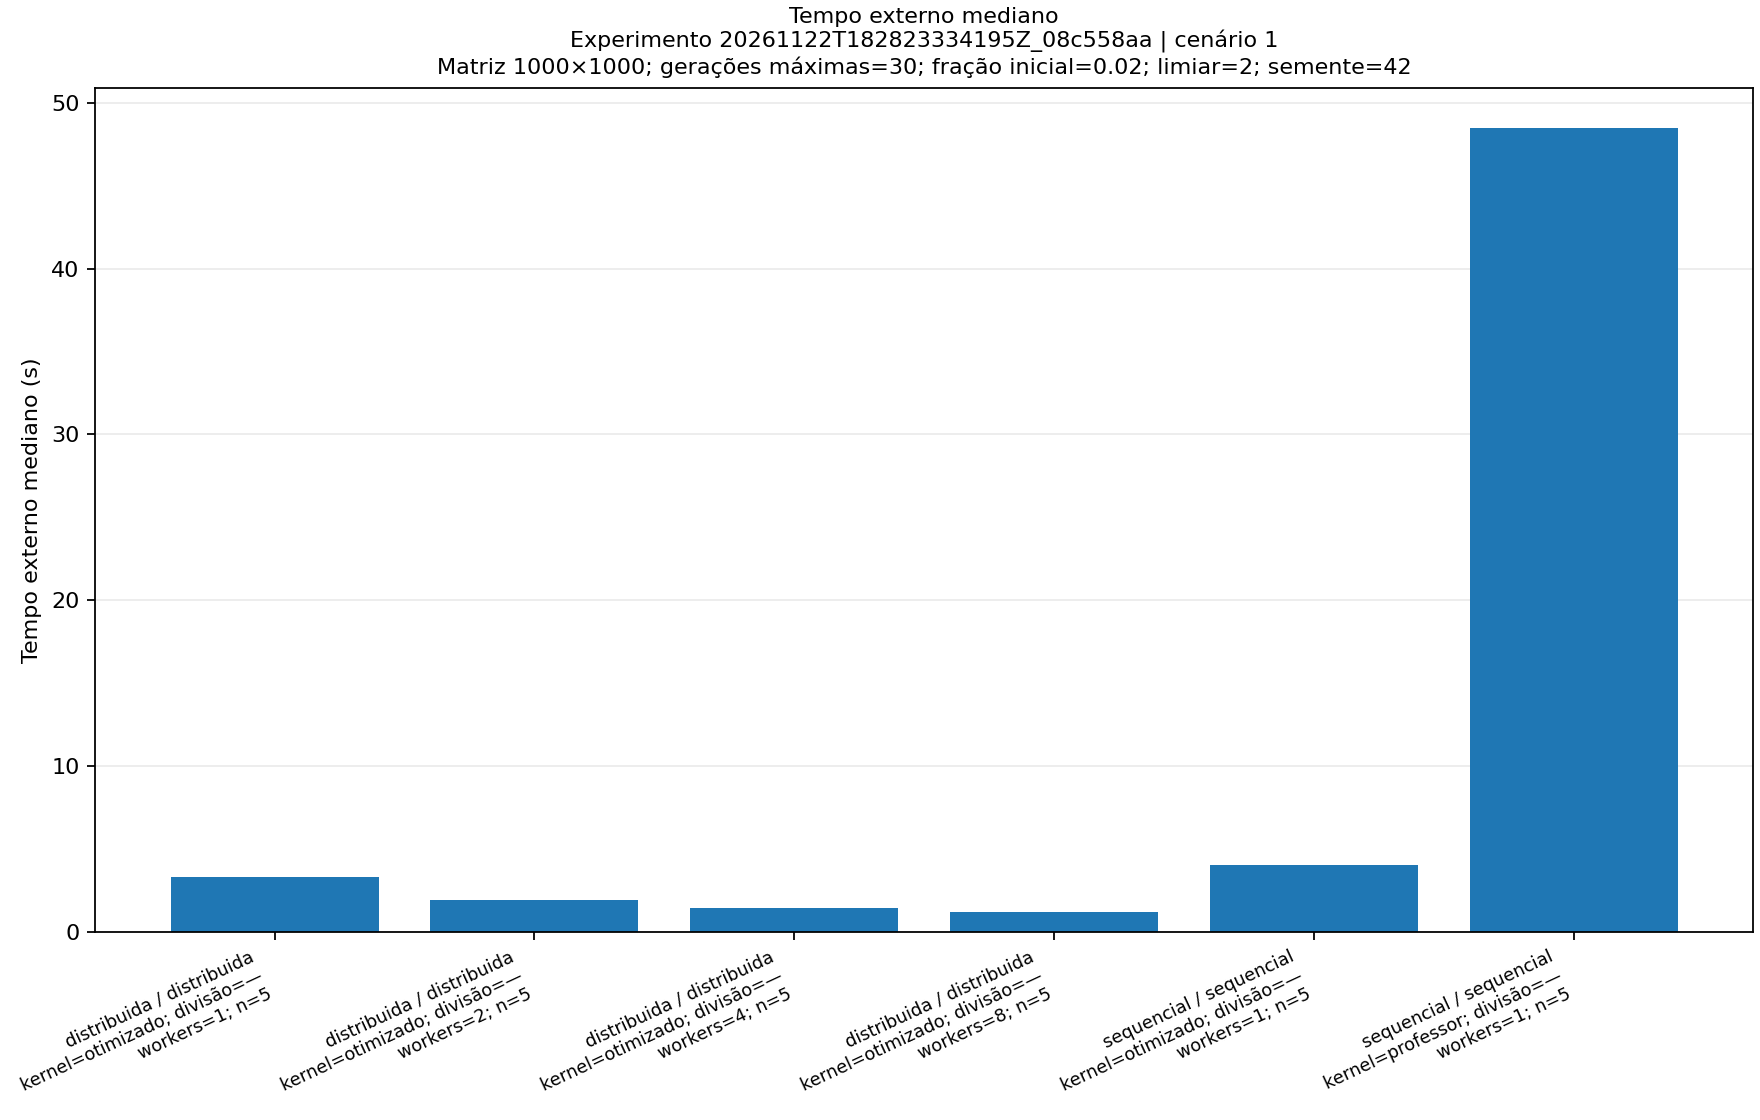 Tempo externo mediano
Experimento 20261122T182823334195Z_08c558aa | cenário 1
Matriz 1000×1000; gerações máximas=30; fração inicial=0.02; limiar=2; semente=42
Tempo externo mediano (s)
50
40
30
20
10
0
distribuida / distribuida
kernel=otimizado; divisão=—
workers=1; n=5
distribuida / distribuida
kernel=otimizado; divisão=—
workers=2; n=5
distribuida / distribuida
kernel=otimizado; divisão=—
workers=4; n=5
distribuida / distribuida
kernel=otimizado; divisão=—
workers=8; n=5
sequencial / sequencial
kernel=otimizado; divisão=—
workers=1; n=5
sequencial / sequencial
kernel=professor; divisão=—
workers=1; n=5